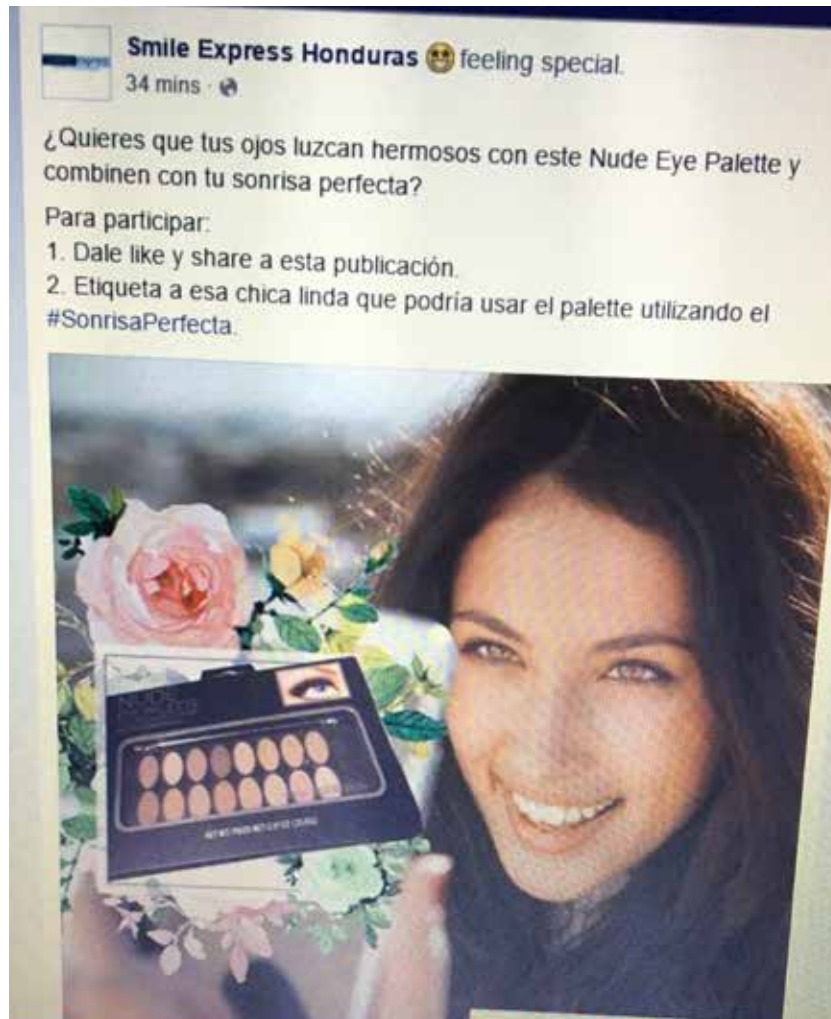 Smile Express Honduras feeling special.
34 mins
¿Quieres que tus ojos luzcan hermosos con este Nude Eye Palette y
combinen con tu sonrisa perfecta?
Para participar:
1. Dale like y share a esta publicación.
2. Etiqueta a esa chica linda que podría usar el palette utilizando el
#SonrisaPerfecta.